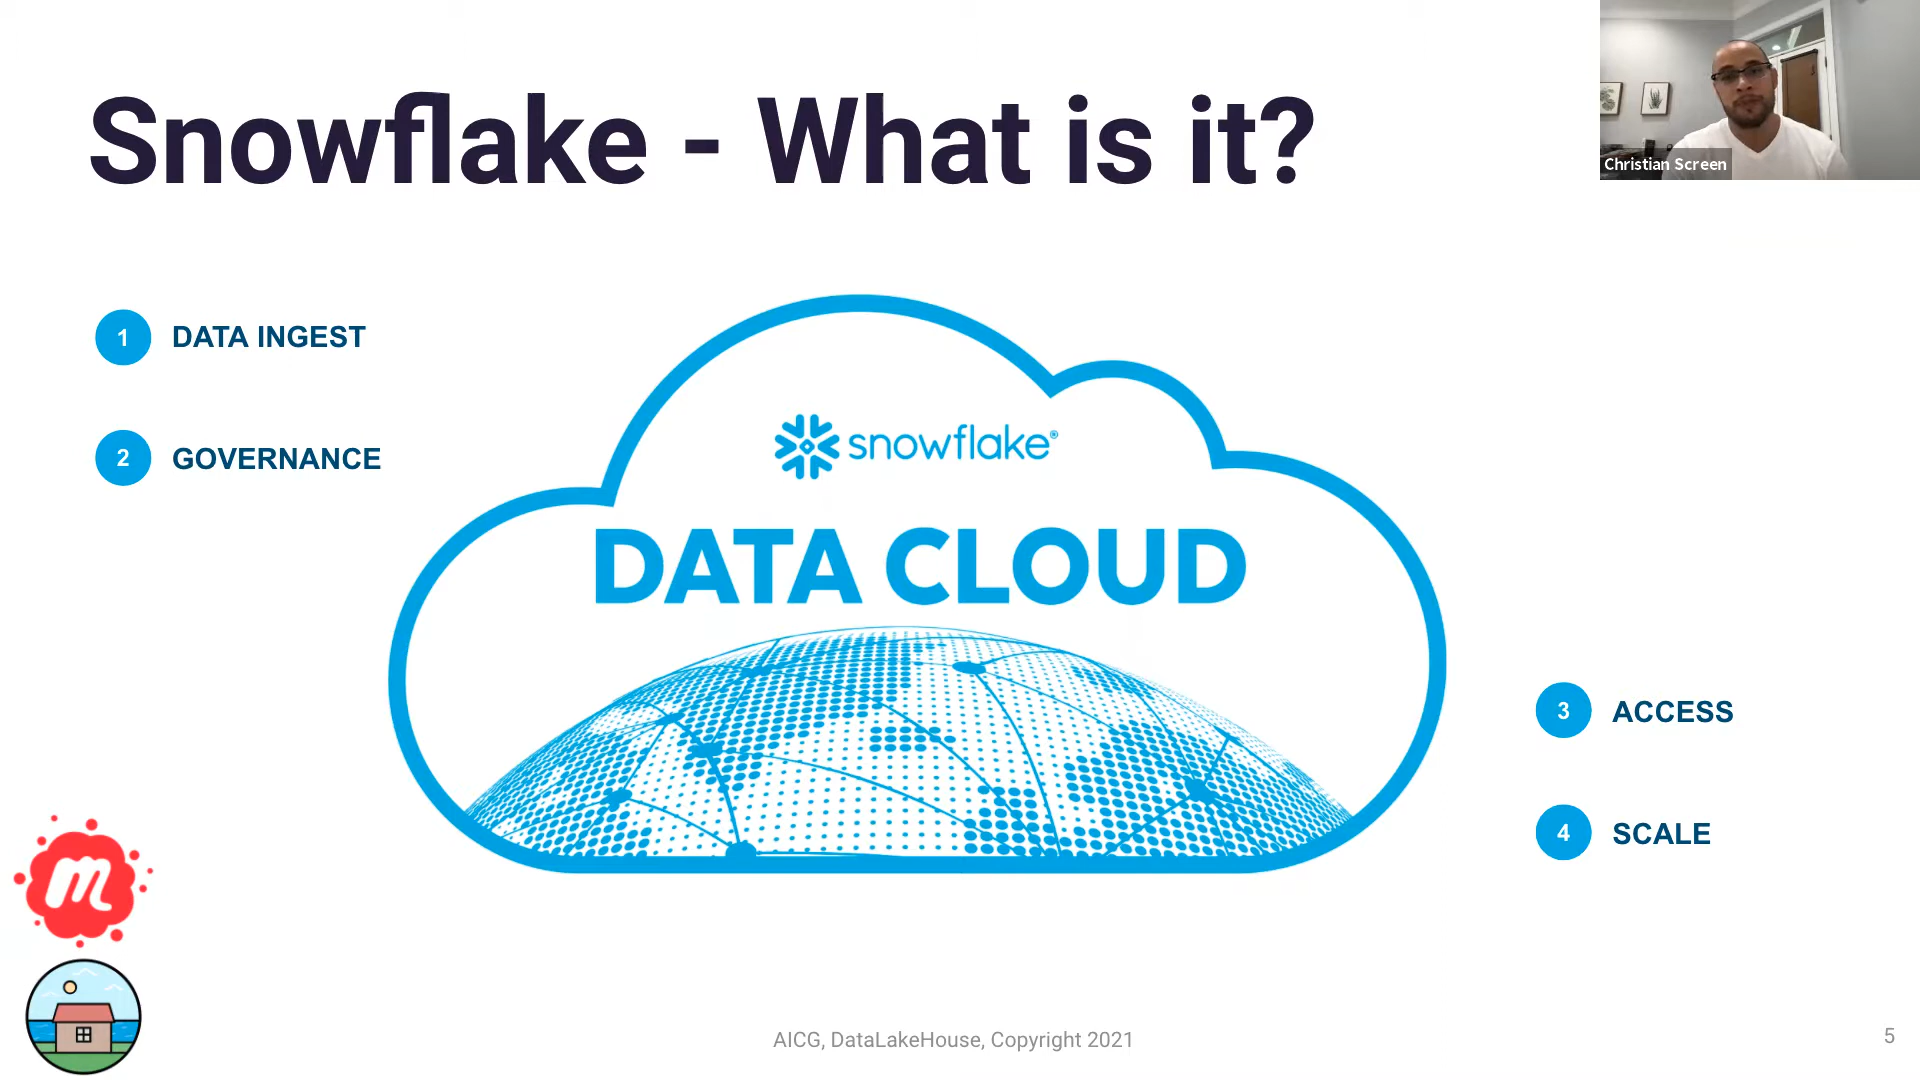 Snowflake - What is it?
Christian Screen
1 DATA INGEST
2 GOVERNANCE
snowflake®
DATA CLOUD
3 ACCESS
4 SCALE
m
AICG, DataLakeHouse, Copyright 2021
5